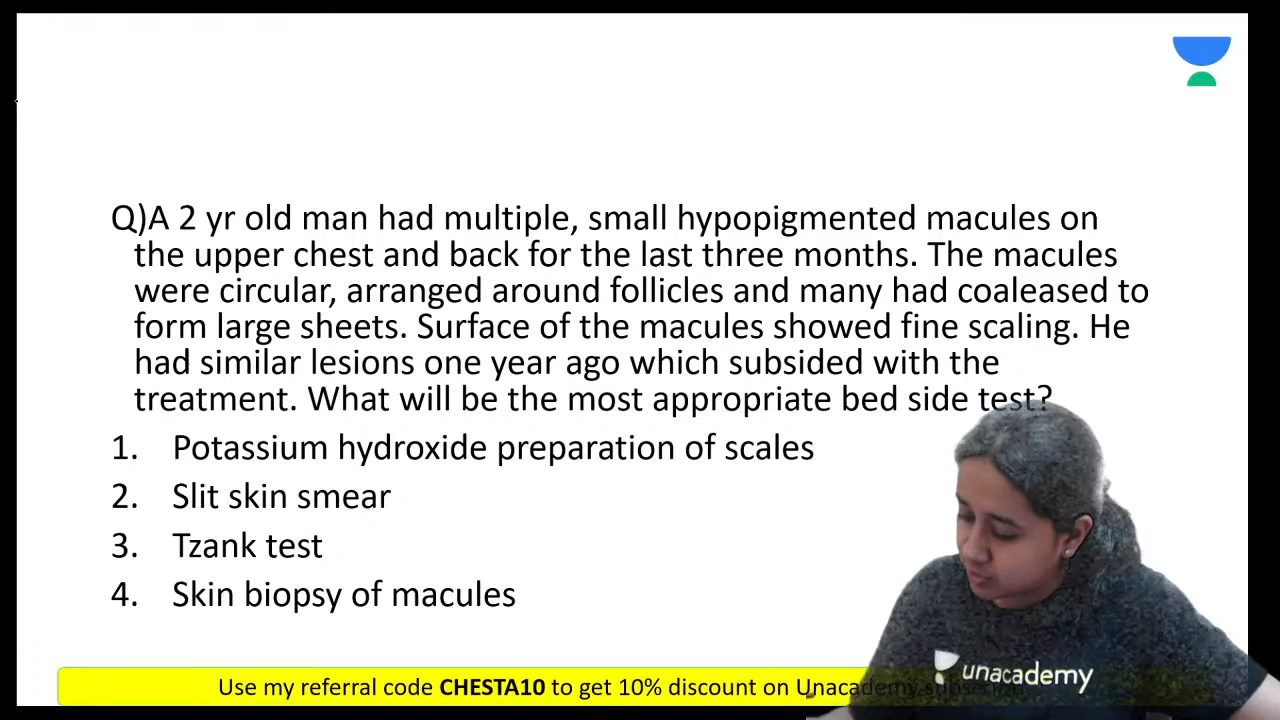 Q)A 2 yr old man had multiple, small hypopigmented macules on
the upper chest and back for the last three months. The macules
were circular, arranged around follicles and many had coaleased to
form large sheets. Surface of the macules showed fine scaling. He
had similar lesions one year ago which subsided with the
treatment. What will be the most appropriate bed side test?
1. Potassium hydroxide preparation of scales
2. Slit skin smear
3. Tzank test
4. Skin biopsy of macules
unacademy
Use my referral code CHESTA10 to get 10% discount on Unacademy